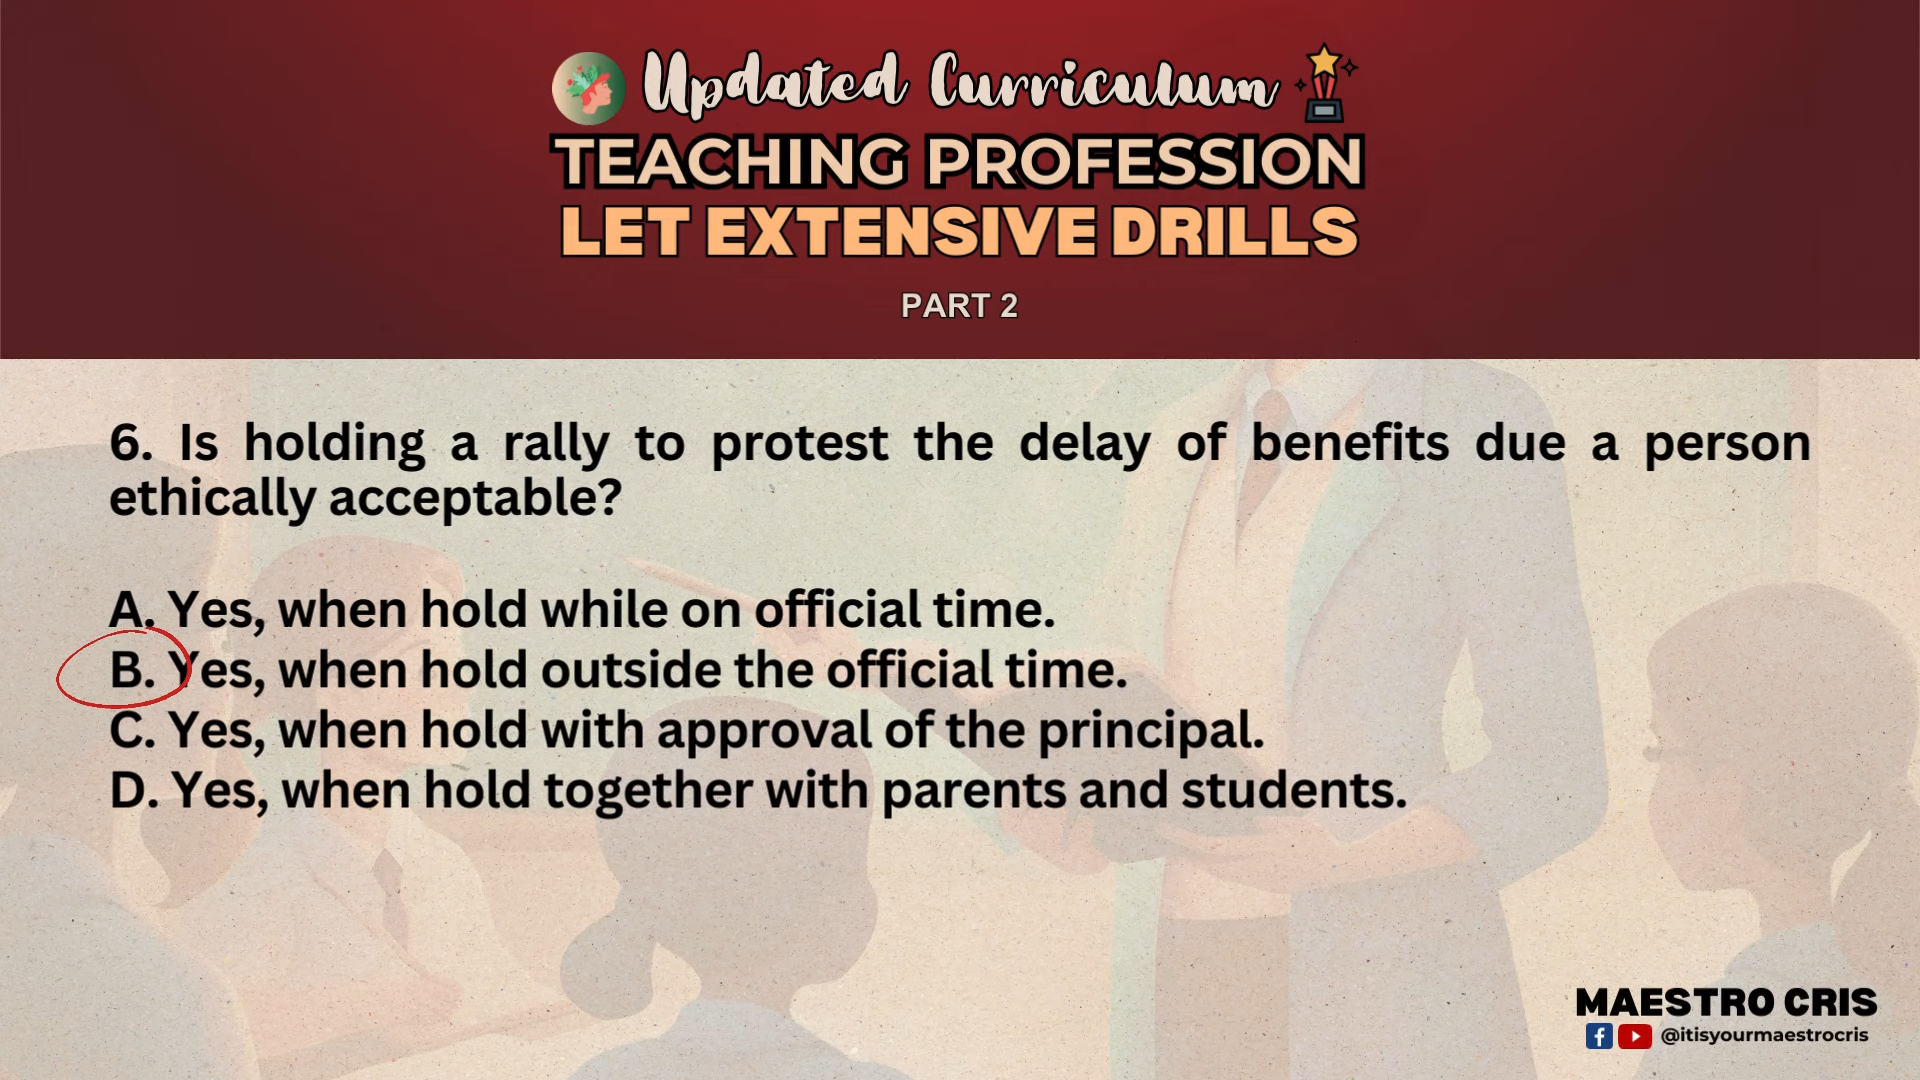 Updated Curriculum
TEACHING PROFESSION
LET EXTENSIVE DRILLS
PART 2
6. Is holding a rally to protest the delay of benefits due a person
ethically acceptable?
A. Yes, when hold while on official time.
B. Yes, when hold outside the official time.
C. Yes, when hold with approval of the principal.
D. Yes, when hold together with parents and students.
MAESTRO CRIS
@itisyourmaestrocris